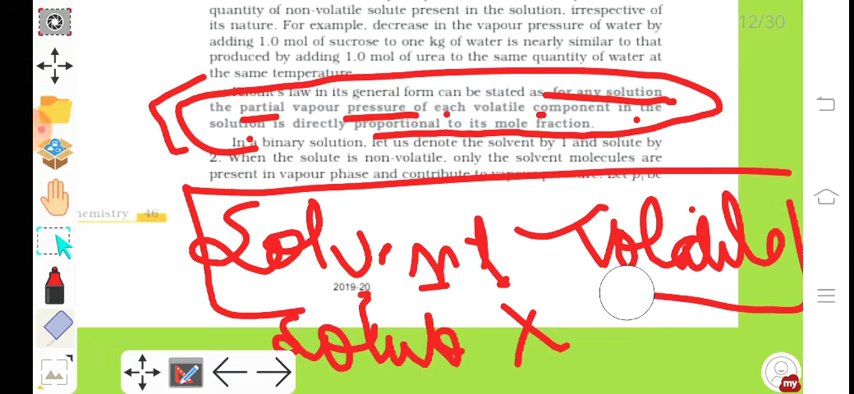 quantity of non-volatile solute present in the solution, irrespective of
its nature. For example, decrease in the vapour pressure of water by
adding 1.0 mol of sucrose to one kg of water is nearly similar to that
produced by adding 1.0 mol of urea to the same quantity of water at
the same temperature.
law in its general form can be stated as, for any solution
the partial vapour pressure of each volatile component in the
solution is directly proportional to its mole fraction.
In a binary solution, let us denote the solvent by 1 and solute by
2. When the solute is non-volatile, only the solvent molecules are
present in vapour phase and contribute to vapour pressure. Let p₁ be
hemistry 46
Solvent – Volatile
2019-20
Solute X
12/30
my